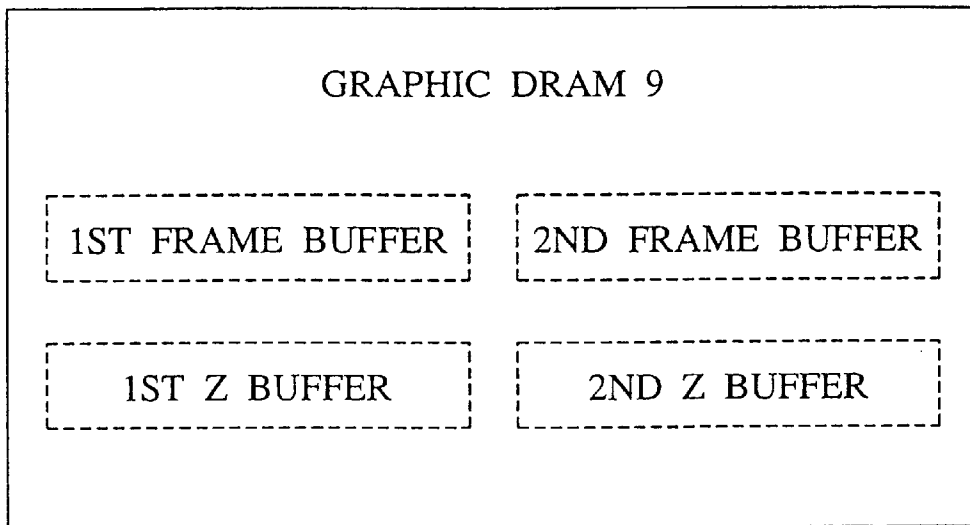 GRAPHIC DRAM 9
1ST FRAME BUFFER
2ND FRAME BUFFER
1ST Z BUFFER
2ND Z BUFFER